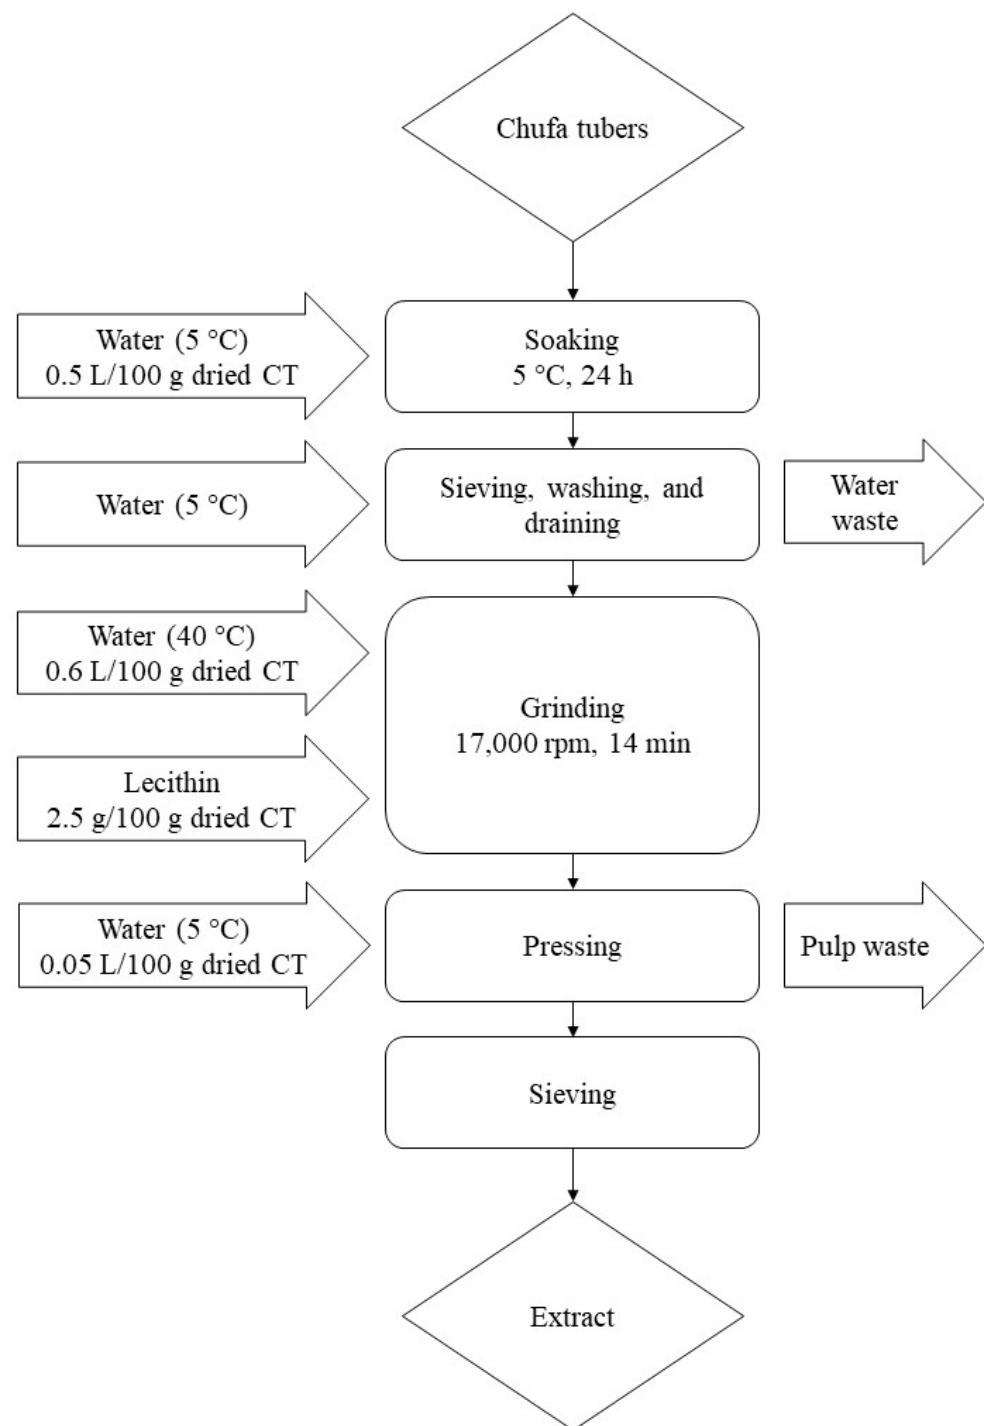 Chufa tubers
Water (5 °C)
0.5 L/100 g dried CT
Soaking
5 °C, 24 h
Water (5 °C)
Sieving, washing, and
draining
Water
waste
Water (40 °C)
0.6 L/100 g dried CT
Grinding
17,000 rpm, 14 min
Lecithin
2.5 g/100 g dried CT
Water (5 °C)
0.05 L/100 g dried CT
Pressing
Pulp waste
Sieving
Extract